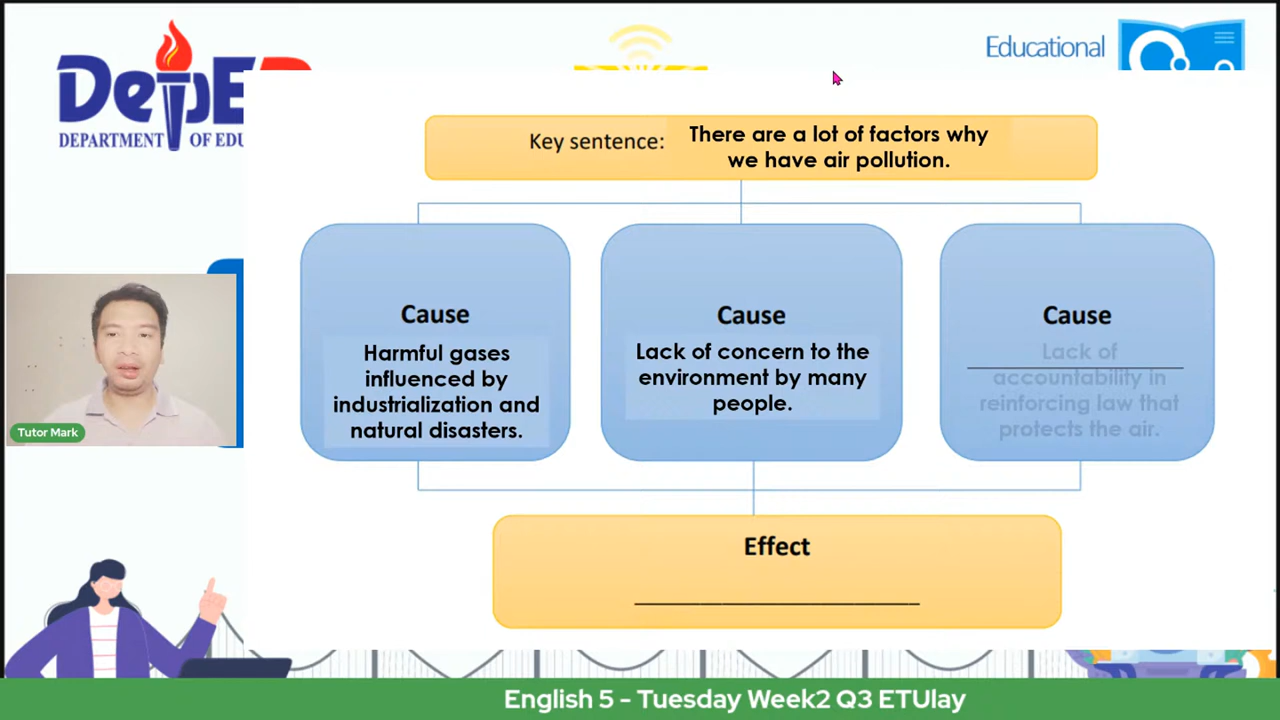 DepED
DEPARTMENT OF EDU
Educational
Key sentence:
There are a lot of factors why
we have air pollution.
Cause
Harmful gases
influenced by
industrialization and
natural disasters.
Cause
Lack of concern to the
environment by many
people.
Cause
Lack of
accountability in
reinforcing law that
protects the air.
Tutor Mark
Effect
English 5 - Tuesday Week2 Q3 ETUlay